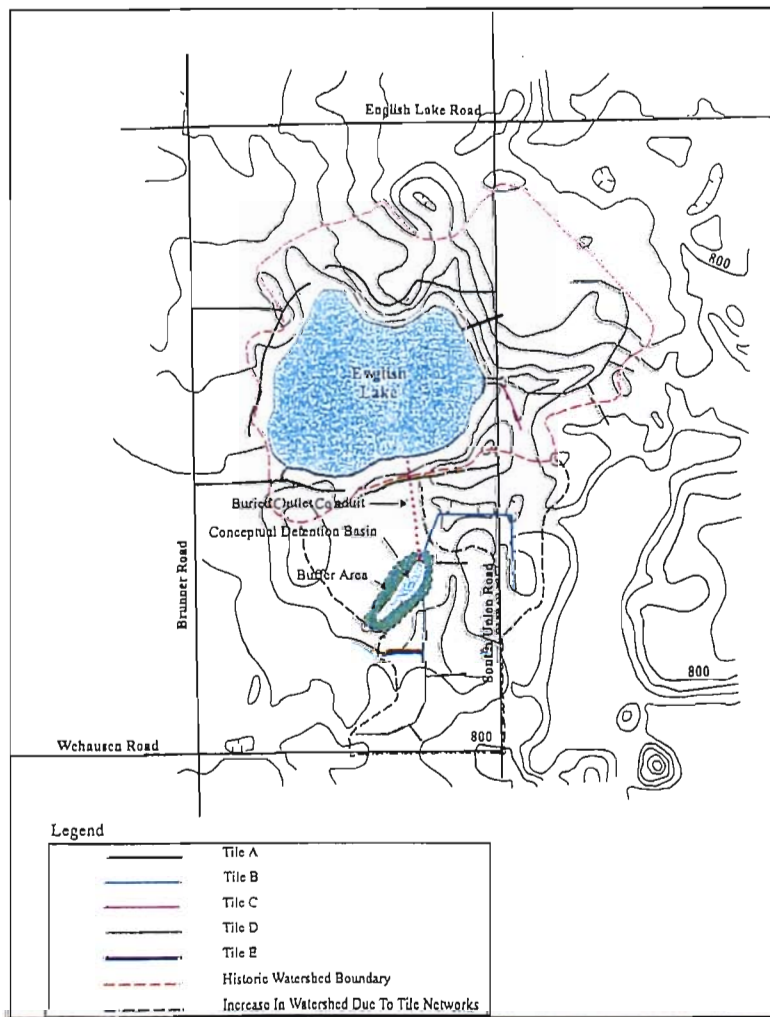 English Lake Road
800
English
Lake
Buried Outlet Conduit
Conceptual Detention Basin
Buffer Area
Brunner Road
South Union Road
800
800
Wehausen Road
Legend
Tile A
Tile B
Tile C
Tile D
Tile E
Historic Watershed Boundary
Increase In Watershed Due To Tile Networks